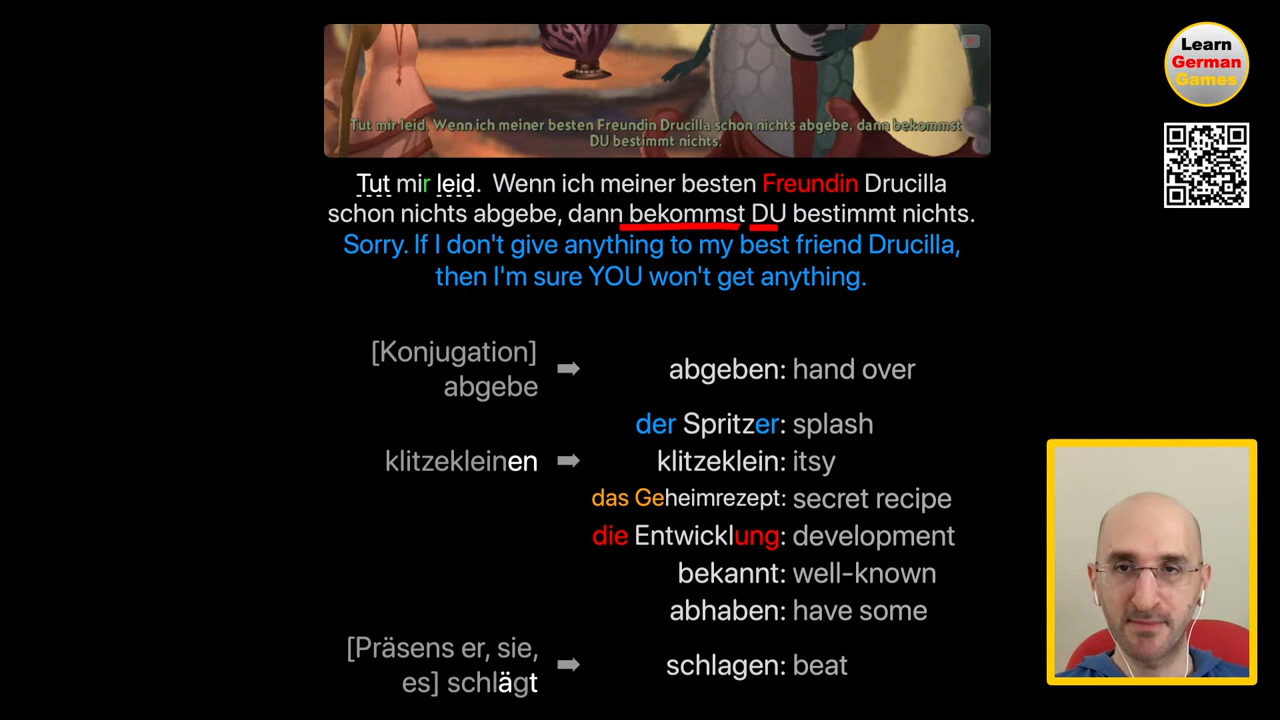 Learn
German
Games
Tut mir leid. Wenn ich meiner besten Freundin Drucilla schon nichts abgebe, dann bekommst
DU bestimmt nichts.
Tut mir leid. Wenn ich meiner besten Freundin Drucilla
schon nichts abgebe, dann bekommst DU bestimmt nichts.
Sorry. If I don't give anything to my best friend Drucilla,
then I'm sure YOU won't get anything.
[Konjugation]
abgebe ➡ abgeben: hand over
der Spritzer: splash
klitzekleinen ➡ klitzeklein: itsy
das Geheimrezept: secret recipe
die Entwicklung: development
bekannt: well-known
abhaben: have some
[Präsens er, sie,
es] schlägt ➡ schlagen: beat